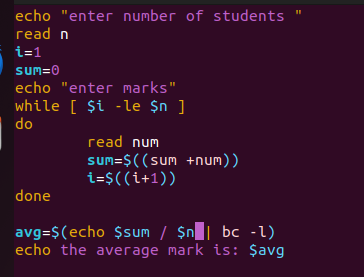 echo "enter number of students "
read n
i=1
sum=0
echo "enter marks"
while [ $i -le $n ]
do
        read num
        sum=$((sum +num))
        i=$((i+1))
done

avg=$(echo $sum / $n | bc -l)
echo the average mark is: $avg